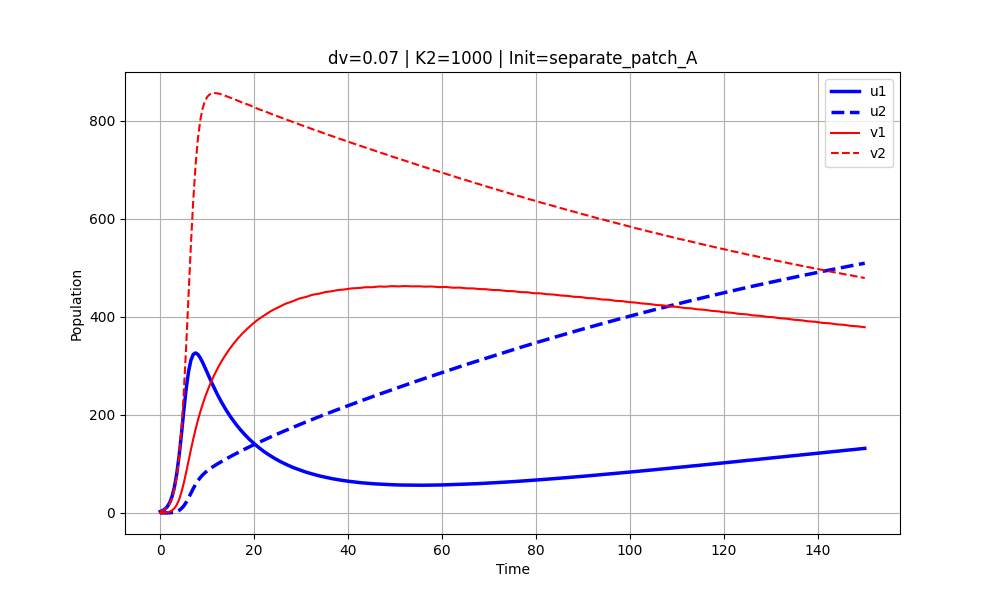 dv=0.07 | K2=1000 | Init=separate_patch_A
u1
u2
v1
v2
Population
800
600
400
200
0
0 20 40 60 80 100 120 140
Time